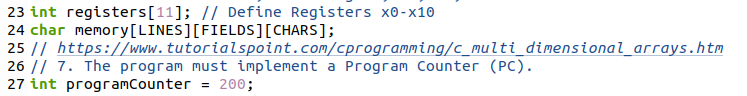 23 int registers[11]; // Define Registers x0-x10
24 char memory[LINES][FIELDS][CHARS];
25 // https://www.tutorialspoint.com/cprogramming/c_multi_dimensional_arrays.htm
26 // 7. The program must implement a Program Counter (PC).
27 int programCounter = 200;